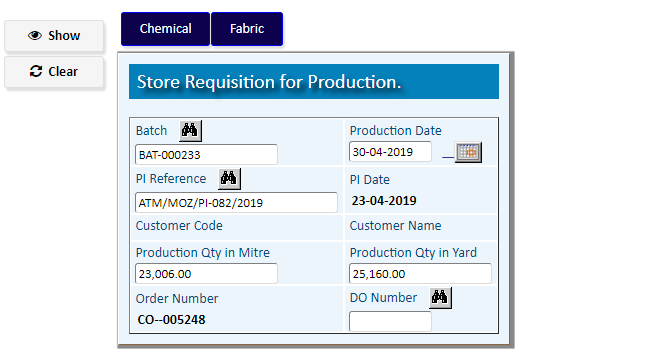 Show
Clear
Chemical
Fabric
Store Requisition for Production.
Batch
Production Date
BAT-000233
30-04-2019
PI Reference
PI Date
ATM/MOZ/PI-082/2019
23-04-2019
Customer Code
Customer Name
Production Qty in Mitre
Production Qty in Yard
23,006.00
25,160.00
Order Number
DO Number
CO--005248